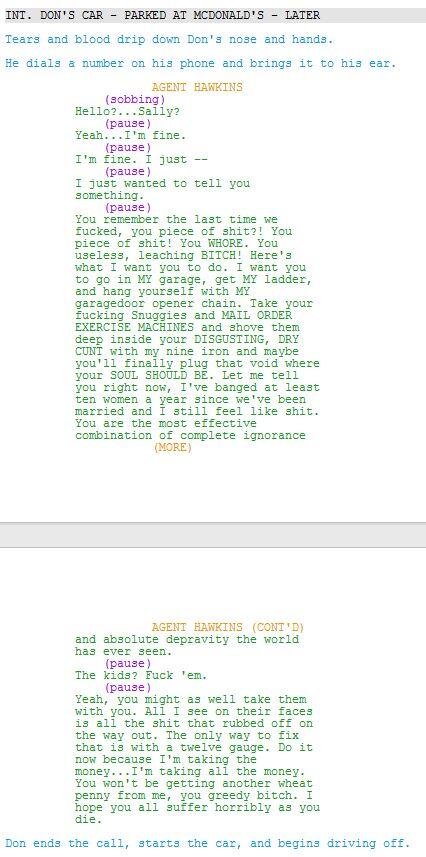 INT. DON'S CAR - PARKED AT MCDONALD'S - LATER
Tears and blood drip down Don's nose and hands.
He dials a number on his phone and brings it to his ear.
AGENT HAWKINS
(sobbing)
Hello?...Sally?
(pause)
Yeah...I'm fine.
(pause)
I'm fine. I just --
(pause)
I just wanted to tell you
something.
(pause)
You remember the last time we
fucked, you piece of shit?! You
piece of shit! You WHORE. You
useless, leaching BITCH! Here's
what I want you to do. I want you
to go in MY garage, get MY ladder,
and hang yourself with MY
garagedoor opener chain. Take your
fucking Snuggies and MAIL ORDER
EXERCISE MACHINES and shove them
deep inside your DISGUSTING, DRY
CUNT with my nine iron and maybe
you'll finally plug that void where
your SOUL SHOULD BE. Let me tell
you right now, I've banged at least
ten women a year since we've been
married and I still feel like shit.
You are the most effective
combination of complete ignorance
(MORE)
AGENT HAWKINS (CONT'D)
and absolute depravity the world
has ever seen.
(pause)
The kids? Fuck 'em.
(pause)
Yeah, you might as well take them
with you. All I see on their faces
is all the shit that rubbed off on
the way out. The only way to fix
that is with a twelve gauge. Do it
now because I'm taking the
money...I'm taking all the money.
You won't be getting another wheat
penny from me, you greedy bitch. I
hope you all suffer horribly as you
die.
Don ends the call, starts the car, and begins driving off.